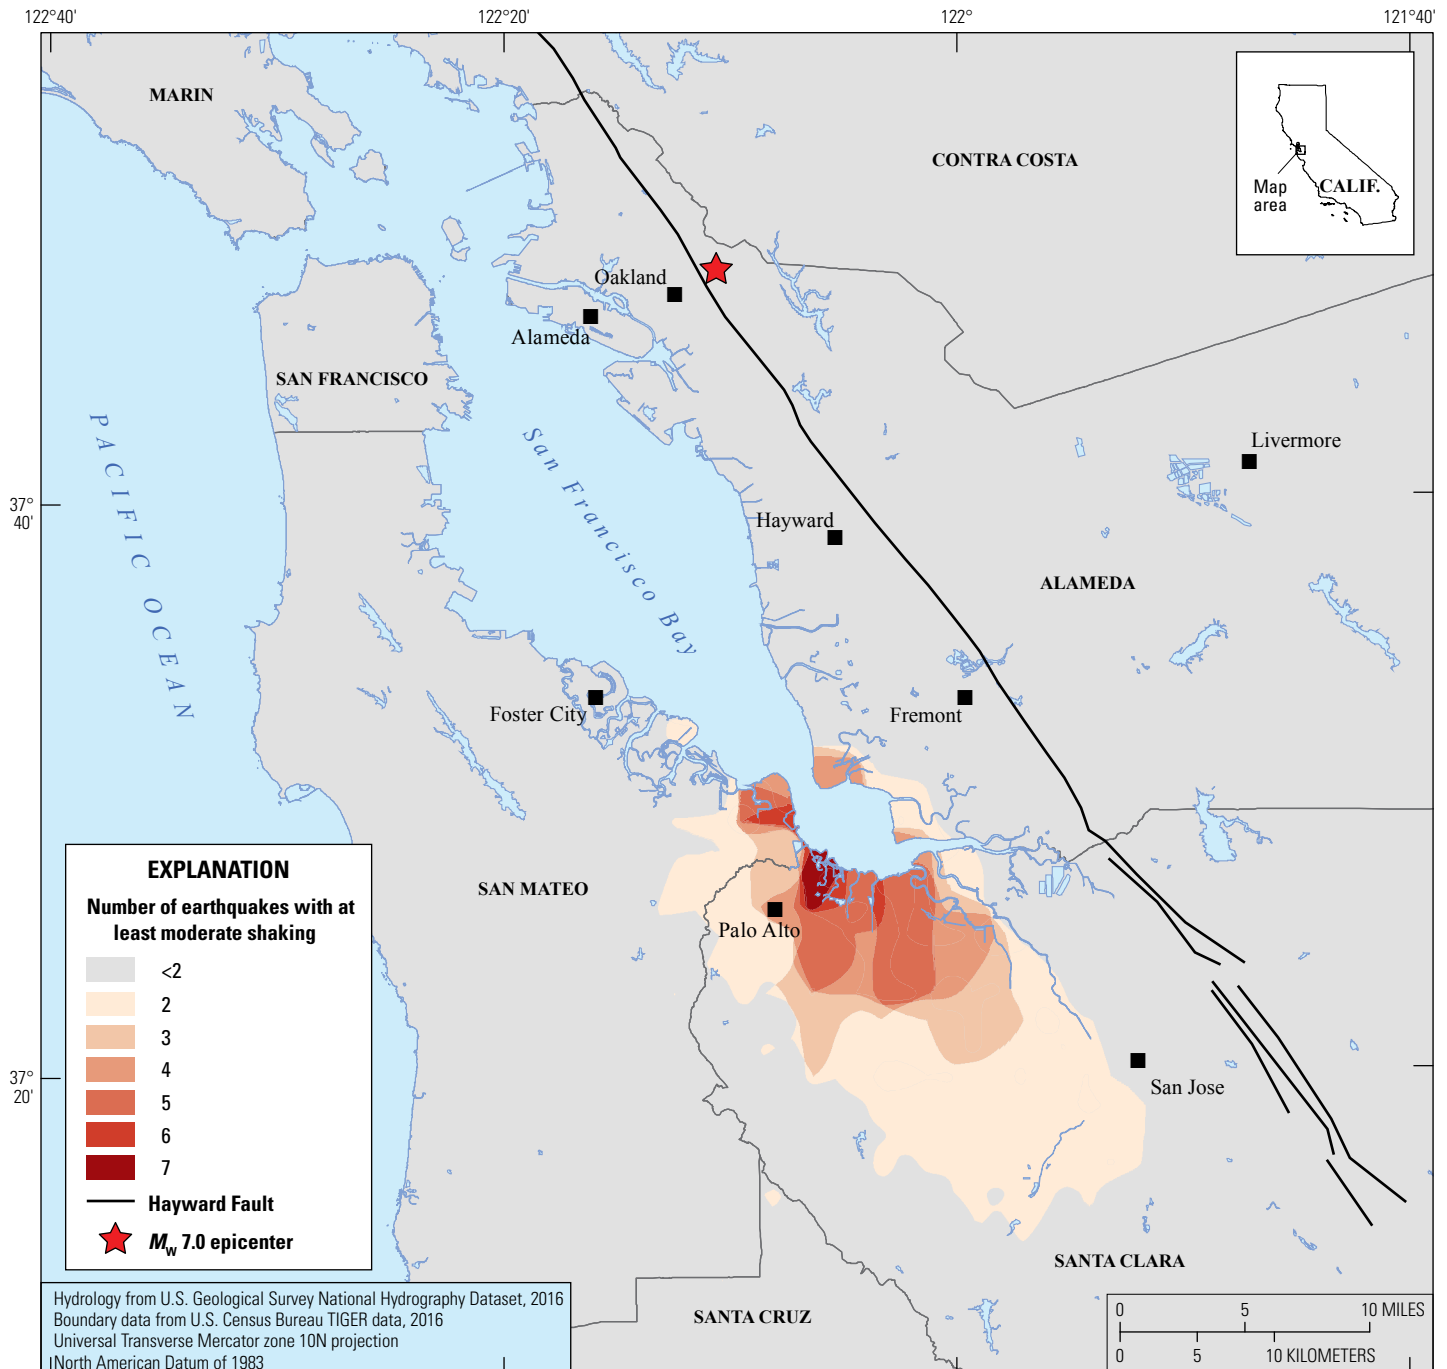 122°40'
122°20'
122°
121°40'
MARIN
CONTRA COSTA
Map
area
CALIF.
Oakland
Alameda
SAN FRANCISCO
PACIFIC OCEAN
San Francisco Bay
Livermore
37°
40'
Hayward
ALAMEDA
Foster City
Fremont
SAN MATEO
Palo Alto
37°
20'
San Jose
SANTA CLARA
SANTA CRUZ
EXPLANATION
Number of earthquakes with at
least moderate shaking
<2
2
3
4
5
6
7
Hayward Fault
Mw 7.0 epicenter
Hydrology from U.S. Geological Survey National Hydrography Dataset, 2016
Boundary data from U.S. Census Bureau TIGER data, 2016
Universal Transverse Mercator zone 10N projection
North American Datum of 1983
0 5 10 MILES
0 5 10 KILOMETERS